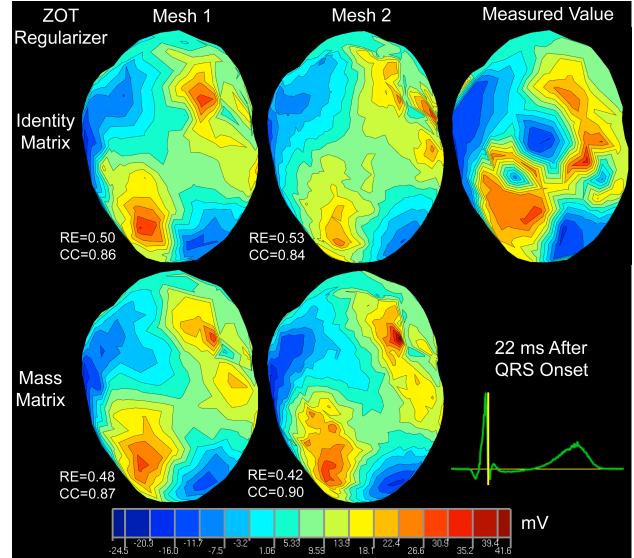 ZOT
Regularizer
Mesh 1
Mesh 2
Measured Value
Identity
Matrix
RE=0.50
CC=0.86
RE=0.53
CC=0.84
Mass
Matrix
RE=0.48
CC=0.87
RE=0.42
CC=0.90
22 ms After
QRS Onset
mV
-20.3 -11.7 -3.2 5.33 13.9 22.4 30.9 39.4
-24.5 -16.0 -7.5 1.06 9.59 18.1 26.6 35.2 41.6